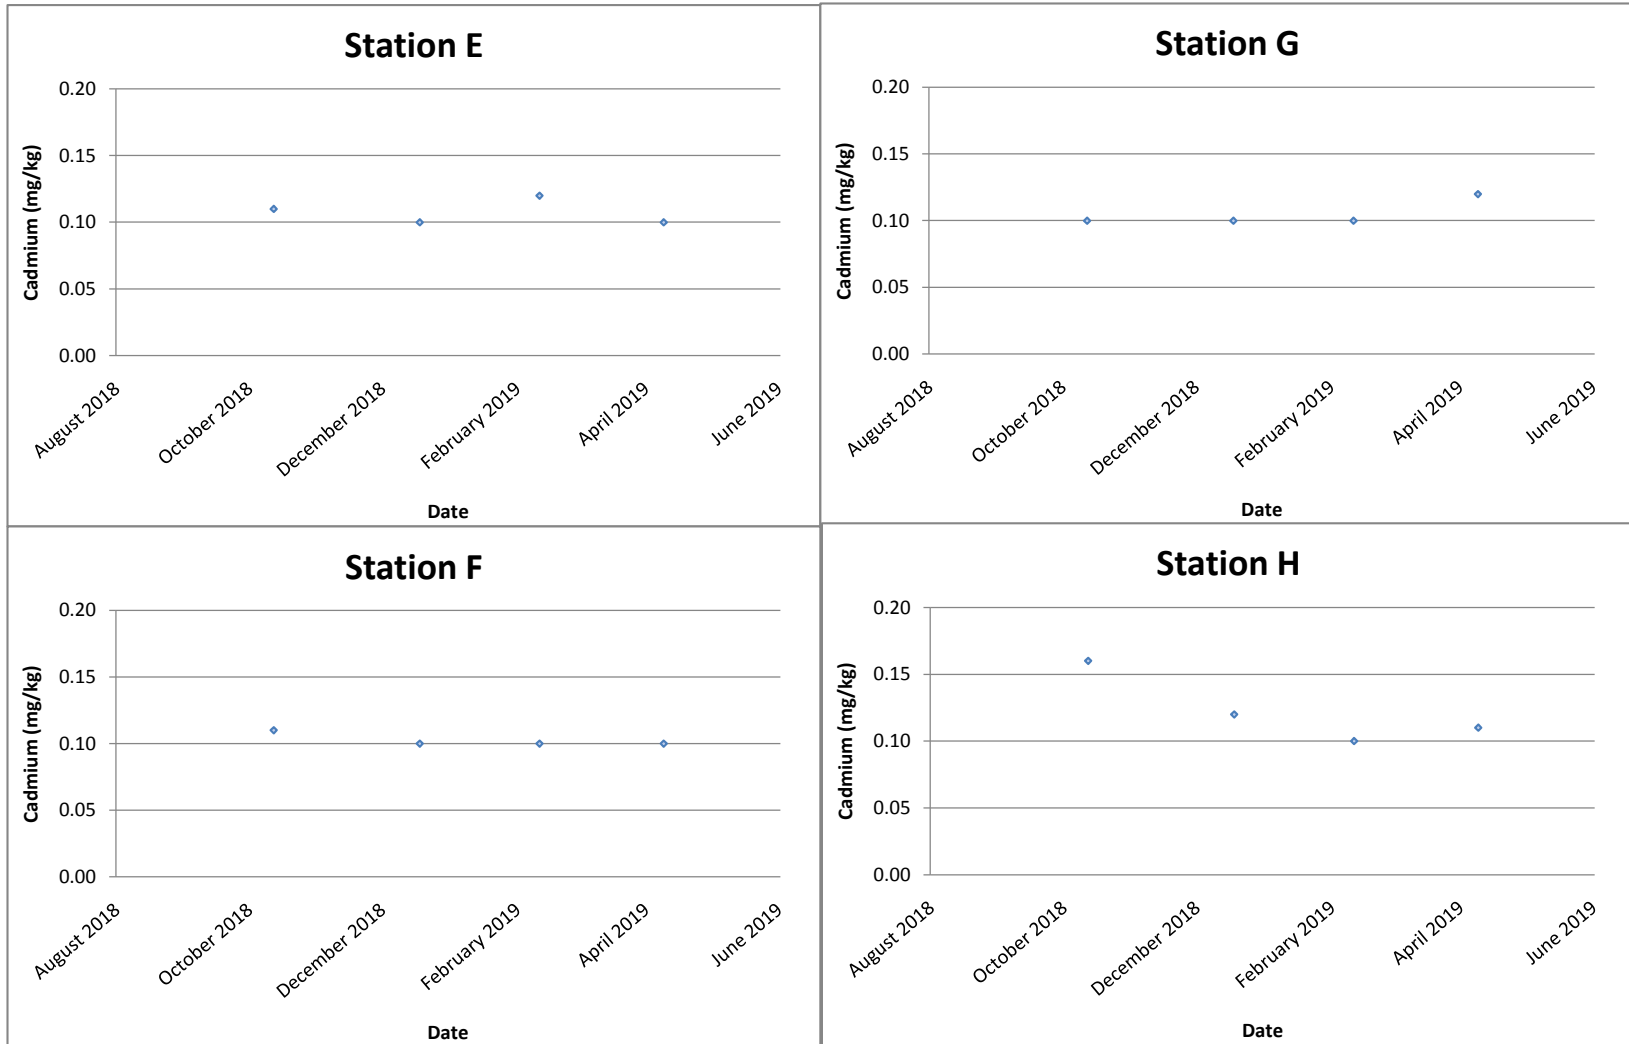 Station E
Cadmium (mg/kg)
0.20
0.15
0.10
0.05
0.00
August 2018
October 2018
December 2018
February 2019
April 2019
June 2019
Date
Station G
Cadmium (mg/kg)
0.20
0.15
0.10
0.05
0.00
August 2018
October 2018
December 2018
February 2019
April 2019
June 2019
Date
Station F
Cadmium (mg/kg)
0.20
0.15
0.10
0.05
0.00
August 2018
October 2018
December 2018
February 2019
April 2019
June 2019
Date
Station H
Cadmium (mg/kg)
0.20
0.15
0.10
0.05
0.00
August 2018
October 2018
December 2018
February 2019
April 2019
June 2019
Date